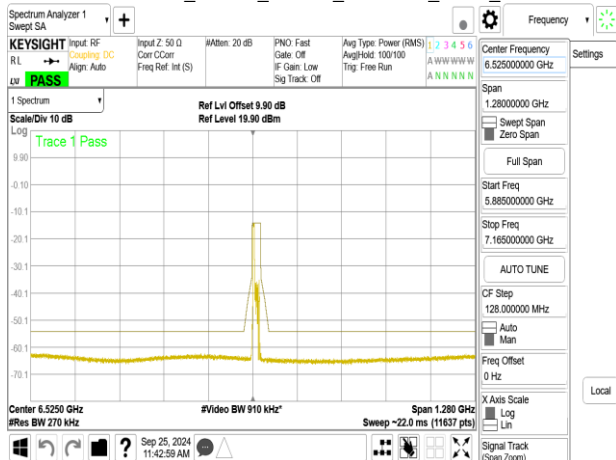 Spectrum Analyzer 1
Swept SA
Frequency
KEYSIGHT
Input: RF
Coupling: DC
Align: Auto
Input Z: 50 Ω
Corr CCorr
Freq Ref: Int (S)
#Atten: 20 dB
PNO: Fast
Gate: Off
IF Gain: Low
Sig Track: Off
Avg Type: Power (RMS)
Avg|Hold: 100/100
Trig: Free Run
1 2 3 4 5 6
A W W W W W
A N N N N N
RL
LXI
PASS
1 Spectrum
Scale/Div 10 dB
Ref Lvl Offset 9.90 dB
Ref Level 19.90 dBm
Log
Trace 1 Pass
9.90
-0.10
-10.1
-20.1
-30.1
-40.1
-50.1
-60.1
-70.1
Center 6.5250 GHz
#Res BW 270 kHz
#Video BW 910 kHz*
Span 1.280 GHz
Sweep ~22.0 ms (11637 pts)
Sep 25, 2024
11:42:59 AM
Center Frequency
6.525000000 GHz
Span
1.28000000 GHz
Swept Span
Zero Span
Full Span
Start Freq
5.885000000 GHz
Stop Freq
7.165000000 GHz
AUTO TUNE
CF Step
128.000000 MHz
Auto
Man
Freq Offset
0 Hz
X Axis Scale
Log
Lin
Signal Track
(Span Zoom)
Settings
Local